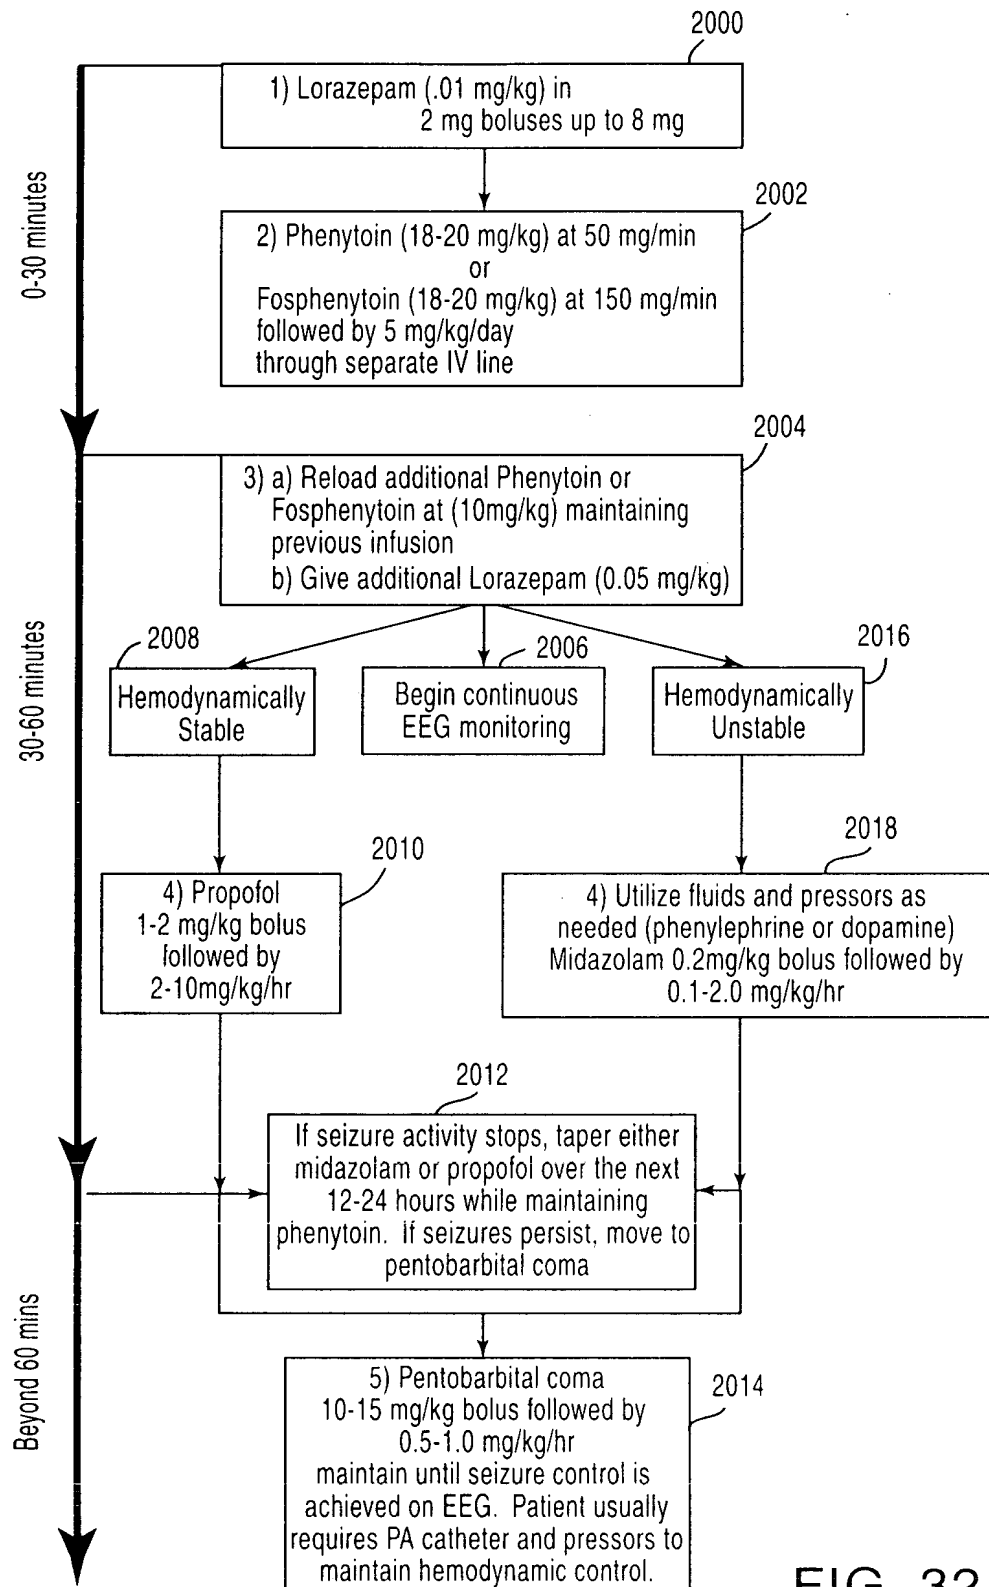 2000
1) Lorazepam (.01 mg/kg) in
2 mg boluses up to 8 mg
0-30 minutes
2002
2) Phenytoin (18-20 mg/kg) at 50 mg/min
or
Fosphenytoin (18-20 mg/kg) at 150 mg/min
followed by 5 mg/kg/day
through separate IV line
2004
3) a) Reload additional Phenytoin or
Fosphenytoin at (10mg/kg) maintaining
previous infusion
b) Give additional Lorazepam (0.05 mg/kg)
30-60 minutes
2008
Hemodynamically
Stable
2006
Begin continuous
EEG monitoring
2016
Hemodynamically
Unstable
2010
4) Propofol
1-2 mg/kg bolus
followed by
2-10mg/kg/hr
2018
4) Utilize fluids and pressors as
needed (phenylephrine or dopamine)
Midazolam 0.2mg/kg bolus followed by
0.1-2.0 mg/kg/hr
2012
If seizure activity stops, taper either
midazolam or propofol over the next
12-24 hours while maintaining
phenytoin. If seizures persist, move to
pentobarbital coma
Beyond 60 mins
2014
5) Pentobarbital coma
10-15 mg/kg bolus followed by
0.5-1.0 mg/kg/hr
maintain until seizure control is
achieved on EEG. Patient usually
requires PA catheter and pressors to
maintain hemodynamic control.
FIG. 32